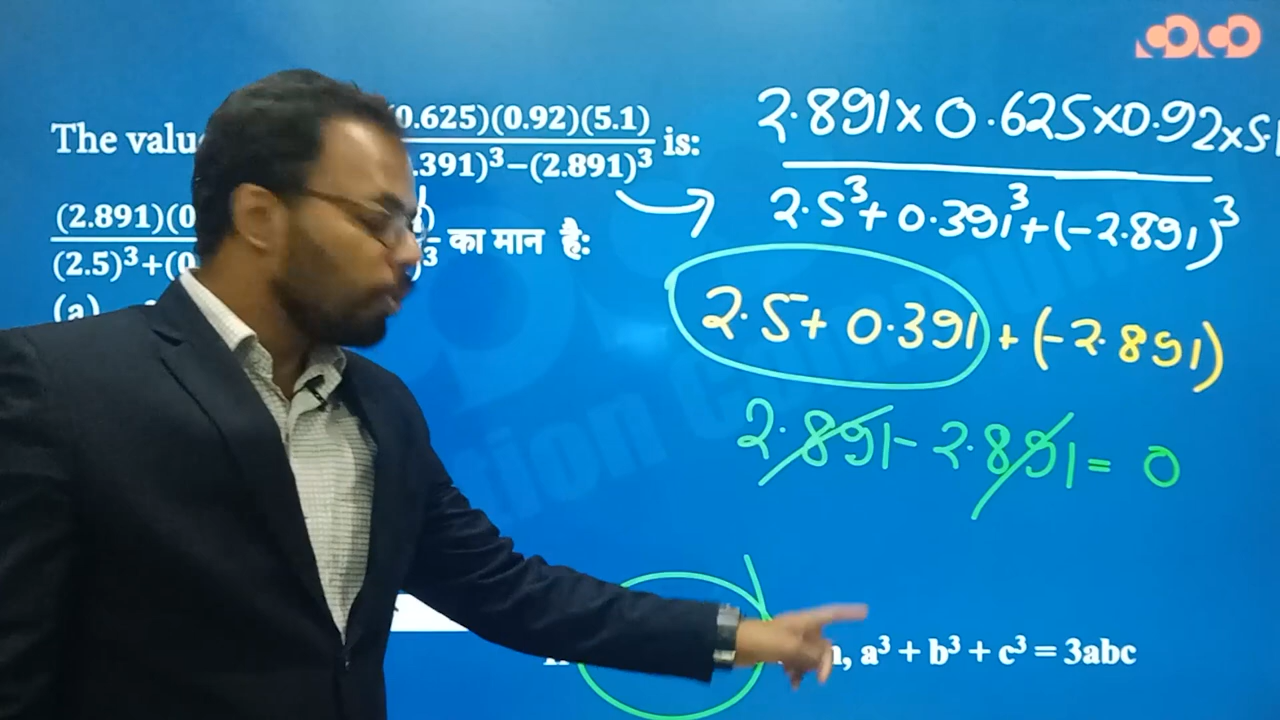 The
0.625)(0.92)(5.1)
.391)³−(2.891)³ is:
(2.891)(0
(2.5)³+(0
)³ का मान है:
(a)
2.891×0.625×0.92×5.1
2.5³+0.391³+(-2.891)³
2.5+0.391+(-2.891)
2.891-2.891=0
a³ + b³ + c³ = 3abc